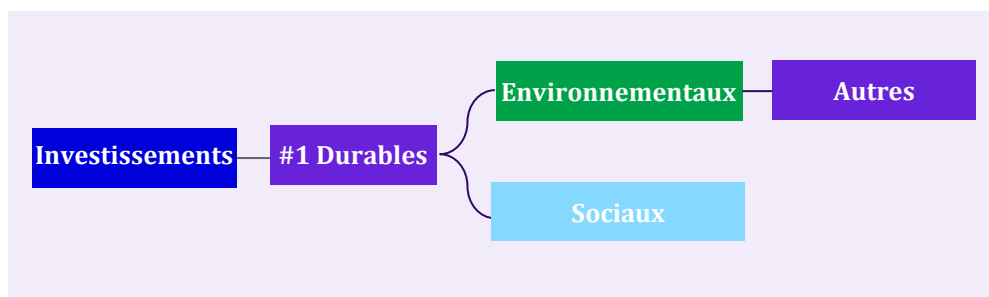 Investissements
#1 Durables
Environnementaux
Autres
Sociaux